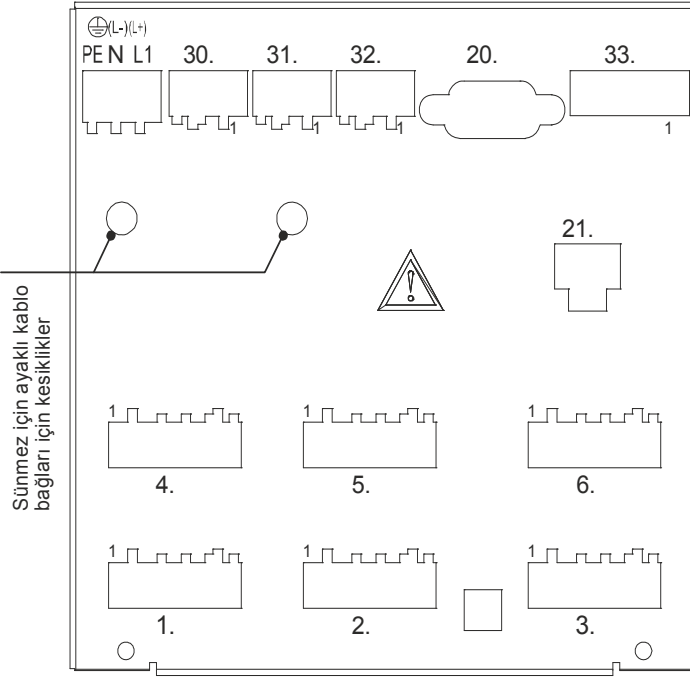 (L-)(L+)
PE N L1 30. 31. 32. 20. 33.
1 1 1 1
21.
Sünmez için ayaklı kablo
bağları için kesiklikler
1 1 1
4. 5. 6.
1 1 1
1. 2. 3.